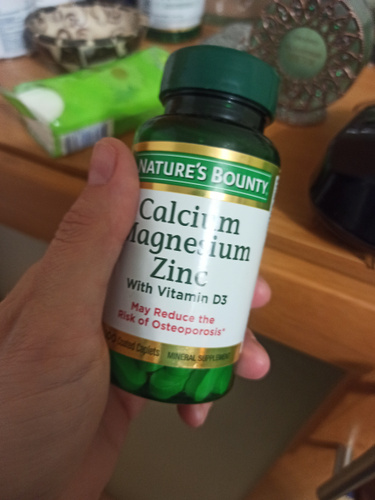 NATURE'S BOUNTY
Calcium
Magnesium
Zinc
With Vitamin D3
May Reduce the
Risk of Osteoporosis*
Coated Caplets MINERAL SUPPLEMENT